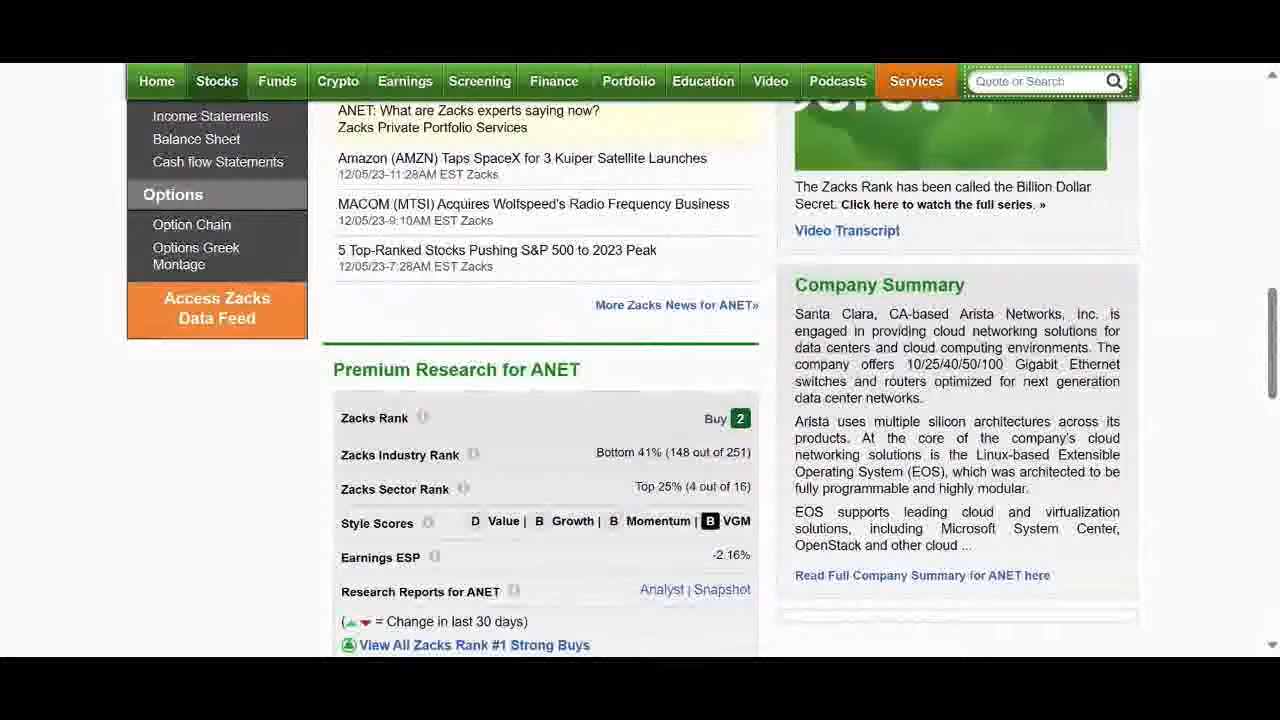 Home Stocks Funds Crypto Earnings Screening Finance Portfolio Education Video Podcasts Services Quote or Search
Income Statements
Balance Sheet
Cash flow Statements
Options
Option Chain
Options Greek
Montage
Access Zacks
Data Feed
ANET: What are Zacks experts saying now?
Zacks Private Portfolio Services
Amazon (AMZN) Taps SpaceX for 3 Kuiper Satellite Launches
12/05/23-11:28AM EST Zacks
MACOM (MTSI) Acquires Wolfspeed's Radio Frequency Business
12/05/23-9:10AM EST Zacks
5 Top-Ranked Stocks Pushing S&P 500 to 2023 Peak
12/05/23-7:28AM EST Zacks
More Zacks News for ANET»
Premium Research for ANET
Zacks Rank Buy 2
Zacks Industry Rank Bottom 41% (148 out of 251)
Zacks Sector Rank Top 25% (4 out of 16)
Style Scores D Value | B Growth | B Momentum | B VGM
Earnings ESP -2.16%
Research Reports for ANET Analyst | Snapshot
( = Change in last 30 days)
View All Zacks Rank #1 Strong Buys
The Zacks Rank has been called the Billion Dollar
Secret. Click here to watch the full series. »
Video Transcript
Company Summary
Santa Clara, CA-based Arista Networks, Inc. is
engaged in providing cloud networking solutions for
data centers and cloud computing environments. The
company offers 10/25/40/50/100 Gigabit Ethernet
switches and routers optimized for next generation
data center networks.
Arista uses multiple silicon architectures across its
products. At the core of the company's cloud
networking solutions is the Linux-based Extensible
Operating System (EOS), which was architected to be
fully programmable and highly modular.
EOS supports leading cloud and virtualization
solutions, including Microsoft System Center,
OpenStack and other cloud ...
Read Full Company Summary for ANET here